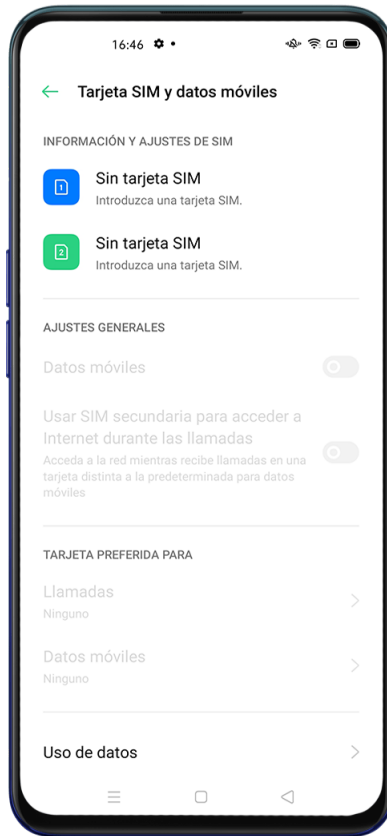 16:46
Tarjeta SIM y datos móviles
INFORMACIÓN Y AJUSTES DE SIM
1
Sin tarjeta SIM
Introduzca una tarjeta SIM.
2
Sin tarjeta SIM
Introduzca una tarjeta SIM.
AJUSTES GENERALES
Datos móviles
Usar SIM secundaria para acceder a
Internet durante las llamadas
Acceda a la red mientras recibe llamadas en una
tarjeta distinta a la predeterminada para datos
móviles
TARJETA PREFERIDA PARA
Llamadas
Ninguno
Datos móviles
Ninguno
Uso de datos